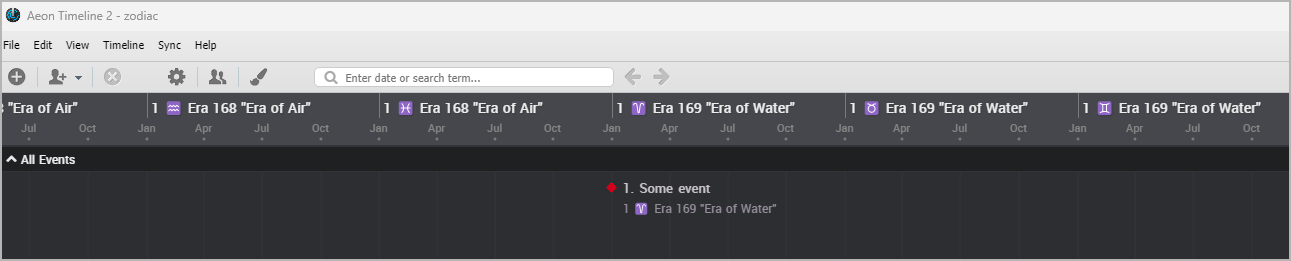 Aeon Timeline 2 - zodiac
File Edit View Timeline Sync Help
Enter date or search term...
"Era of Air" 1 ♒ Era 168 "Era of Air" 1 ♓ Era 168 "Era of Air" 1 ♈ Era 169 "Era of Water" 1 ♉ Era 169 "Era of Water" 1 ♊ Era 169 "Era of Water"
Jul Oct Jan Apr Jul Oct Jan Apr Jul Oct Jan Apr Jul Oct Jan Apr Jul Oct Jan Apr Jul Oct
All Events
1. Some event
1 ♈ Era 169 "Era of Water"